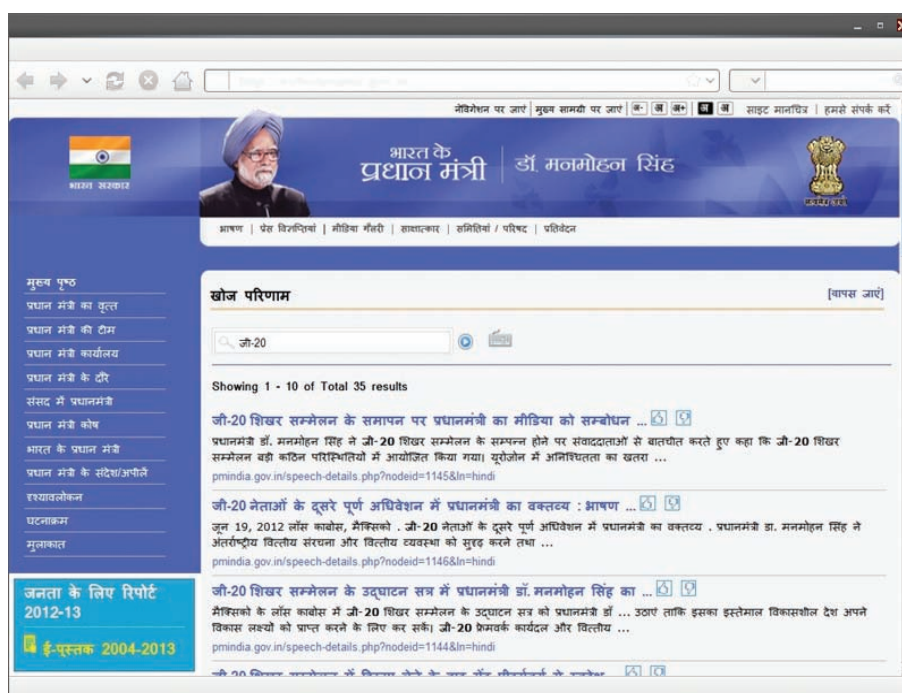 नेविगेशन पर जाएं | मुख्य सामग्री पर जाएं | अ- अ अ+ | अ अ साइट मानचित्र | हमसे संपर्क करें
भारत सरकार
भारत के
प्रधान मंत्री | डॉ. मनमोहन सिंह
सत्यमेव जयते
भाषण | प्रेस विज्ञप्तियां | मीडिया गैलरी | साक्षात्कार | समितियां / परिषद | प्रतिवेदन
मुख्य पृष्ठ
प्रधान मंत्री का वृत्त
प्रधान मंत्री की टीम
प्रधान मंत्री कार्यालय
प्रधान मंत्री के दौरे
संसद में प्रधानमंत्री
प्रधान मंत्री कोष
भारत के प्रधान मंत्री
प्रधान मंत्री के संदेश/अपीलें
दृश्यावलोकन
घटनाक्रम
मुलाकात
जनता के लिए रिपोर्ट
2012-13
ई-पुस्तक 2004-2013
खोज परिणाम [वापस जाएं]
जी-20
Showing 1 - 10 of Total 35 results
जी-20 शिखर सम्मेलन के समापन पर प्रधानमंत्री का मीडिया को सम्बोधन ...
प्रधानमंत्री डॉ. मनमोहन सिंह ने जी-20 शिखर सम्मेलन के सम्पन्न होने पर संवाददाताओं से बातचीत करते हुए कहा कि जी-20 शिखर
सम्मेलन बड़ी कठिन परिस्थितियों में आयोजित किया गया। यूरोज़ोन में अनिश्चितता का खतरा ...
pmindia.gov.in/speech-details.php?nodeid=1145&ln=hindi
जी-20 नेताओं के दूसरे पूर्ण अधिवेशन में प्रधानमंत्री का वक्तव्य : भाषण ...
जून 19, 2012 लॉस काबोस, मैक्सिको . जी-20 नेताओं के दूसरे पूर्ण अधिवेशन में प्रधानमंत्री का वक्तव्य . प्रधानमंत्री डा. मनमोहन सिंह ने
अंतर्राष्ट्रीय वित्तीय संरचना और वित्तीय व्यवस्था को सुदृढ़ करने तथा ...
pmindia.gov.in/speech-details.php?nodeid=1146&ln=hindi
जी-20 शिखर सम्मेलन के उद्घाटन सत्र में प्रधानमंत्री डॉ. मनमोहन सिंह का ...
मैक्सिको के लॉस काबोस में जी-20 शिखर सम्मेलन के उद्घाटन सत्र को प्रधानमंत्री डॉ ... उठाएं ताकि इसका इस्तेमाल विकासशील देश अपने
विकास लक्ष्यों को प्राप्त करने के लिए कर सकें। जी-20 फ्रेमवर्क कार्यदल और वित्तीय ...
pmindia.gov.in/speech-details.php?nodeid=1144&ln=hindi